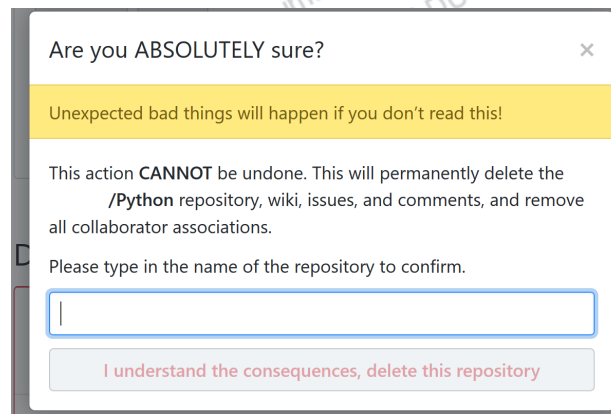 Are you ABSOLUTELY sure?
×
Unexpected bad things will happen if you don't read this!
This action CANNOT be undone. This will permanently delete the
/Python repository, wiki, issues, and comments, and remove
all collaborator associations.
Please type in the name of the repository to confirm.
I understand the consequences, delete this repository